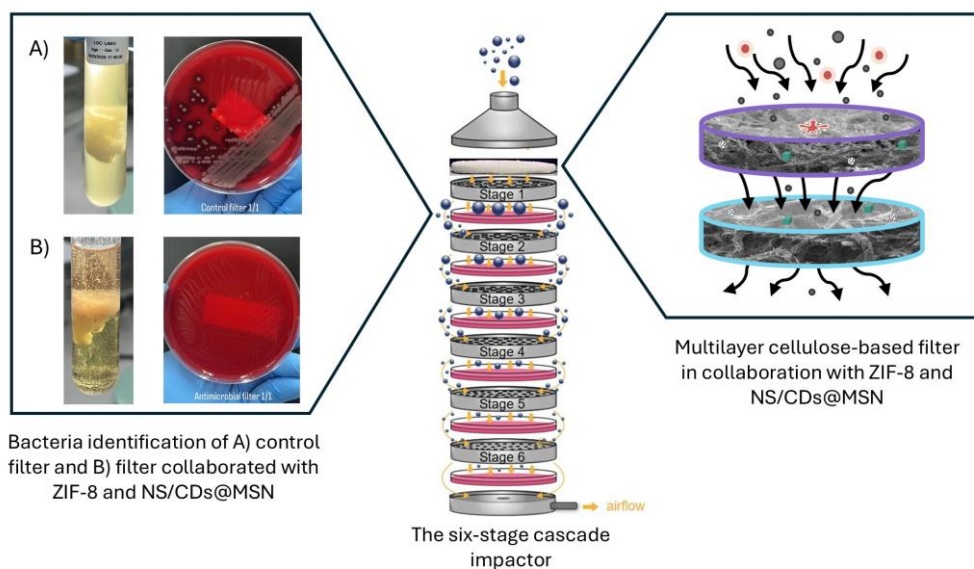 A)
LOC: LABO
Control filter 1/1
B)
Antimicrobial filter 1/1
Bacteria identification of A) control
filter and B) filter collaborated with
ZIF-8 and NS/CDs@MSN
Stage 1
Stage 2
Stage 3
Stage 4
Stage 5
Stage 6
airflow
The six-stage cascade
impactor
Multilayer cellulose-based filter
in collaboration with ZIF-8 and
NS/CDs@MSN